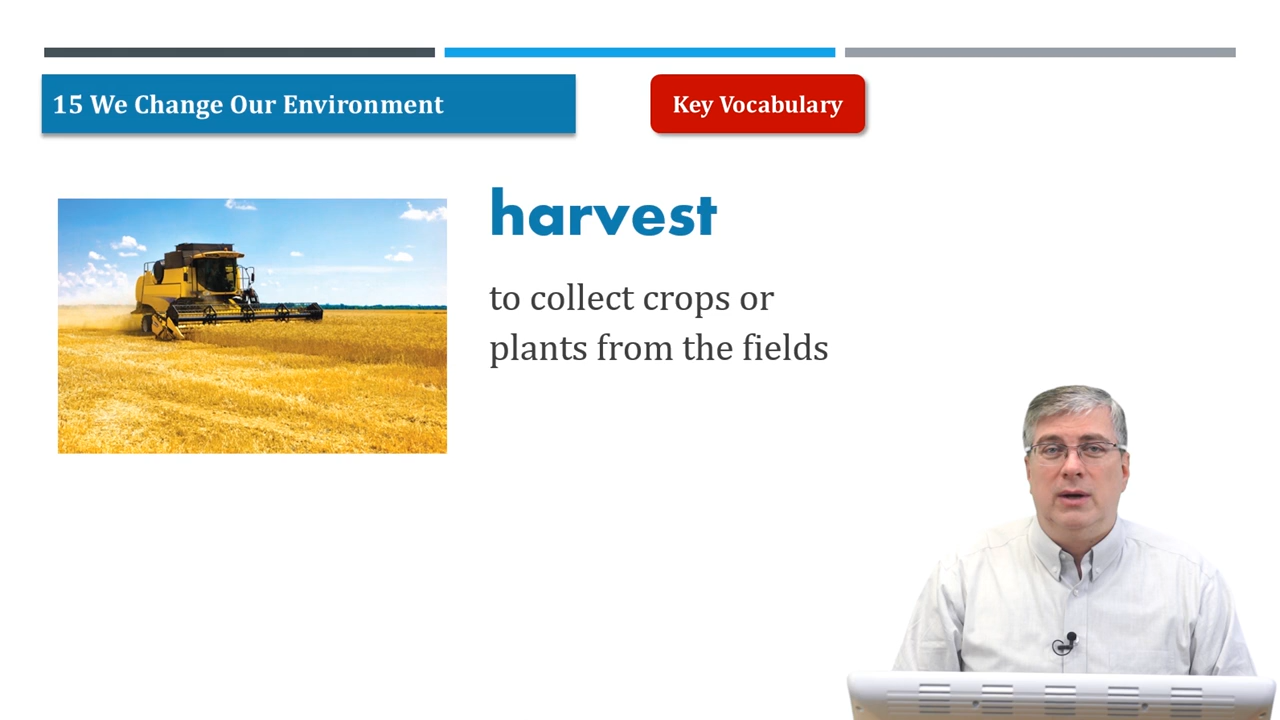 15 We Change Our Environment
Key Vocabulary
harvest
to collect crops or
plants from the fields